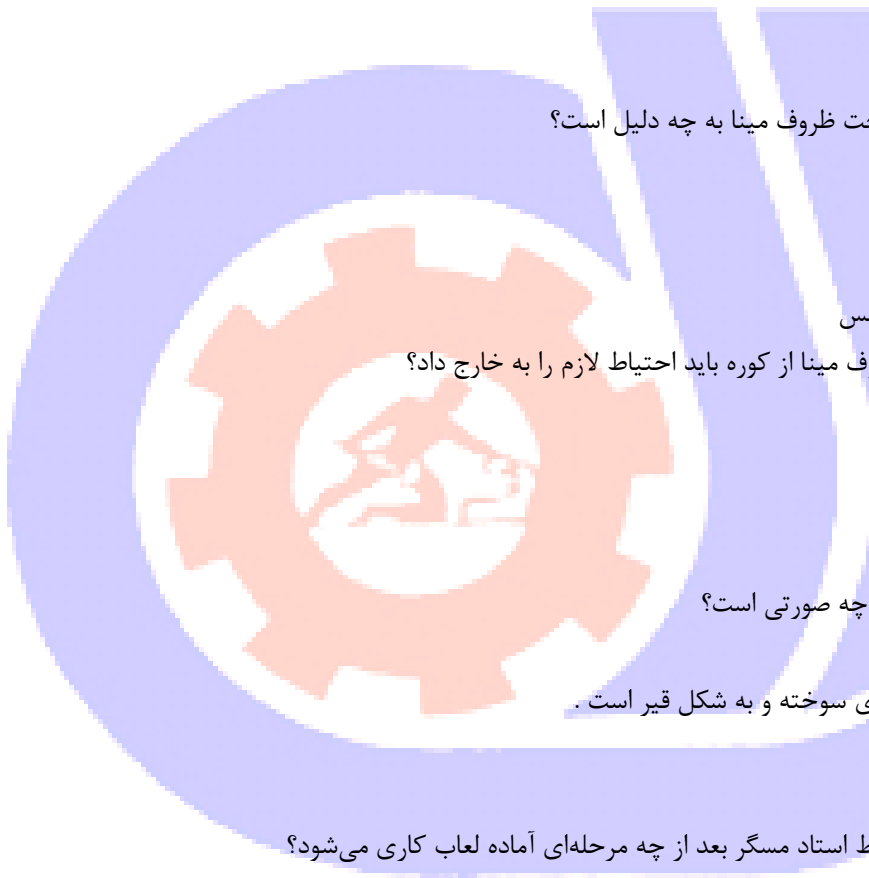 ظروف مینا به چه دلیل است؟
مینا از کوره باید احتیاط لازم را به خارج داد؟
چه صورتی است؟
سوخته و به شکل قیر است .
استاد مسگر بعد از چه مرحله‌ای آماده لعاب کاری می‌شود؟